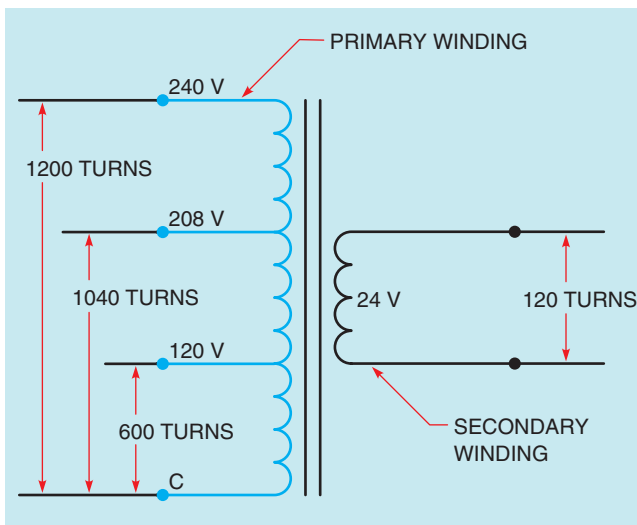 PRIMARY WINDING
240 V
1200 TURNS
208 V
1040 TURNS
24 V
120 TURNS
120 V
600 TURNS
SECONDARY
WINDING
C